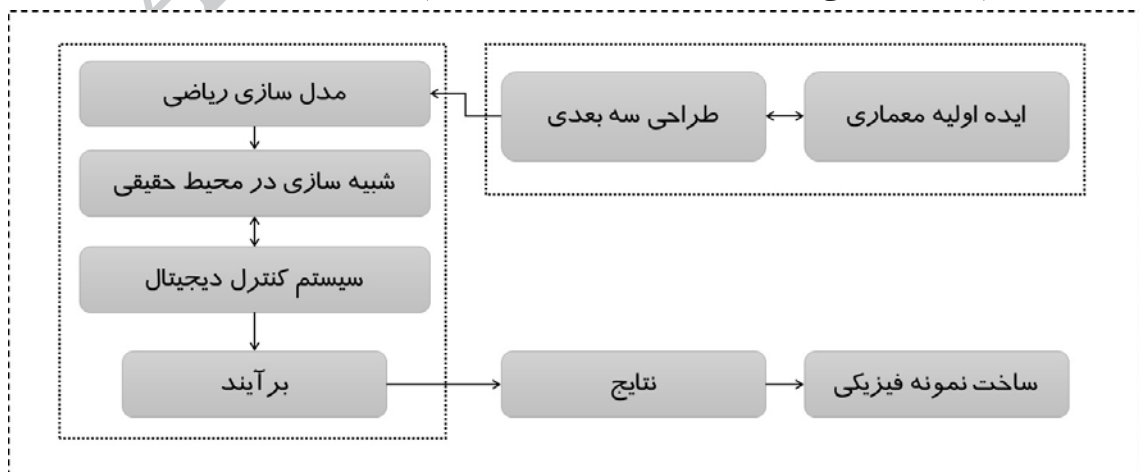 ایده اولیه معماری
طراحی سه بعدی
مدل سازی ریاضی
شبیه سازی در محیط حقیقی
سیستم کنترل دیجیتال
برآیند
نتایج
ساخت نمونه فیزیکی